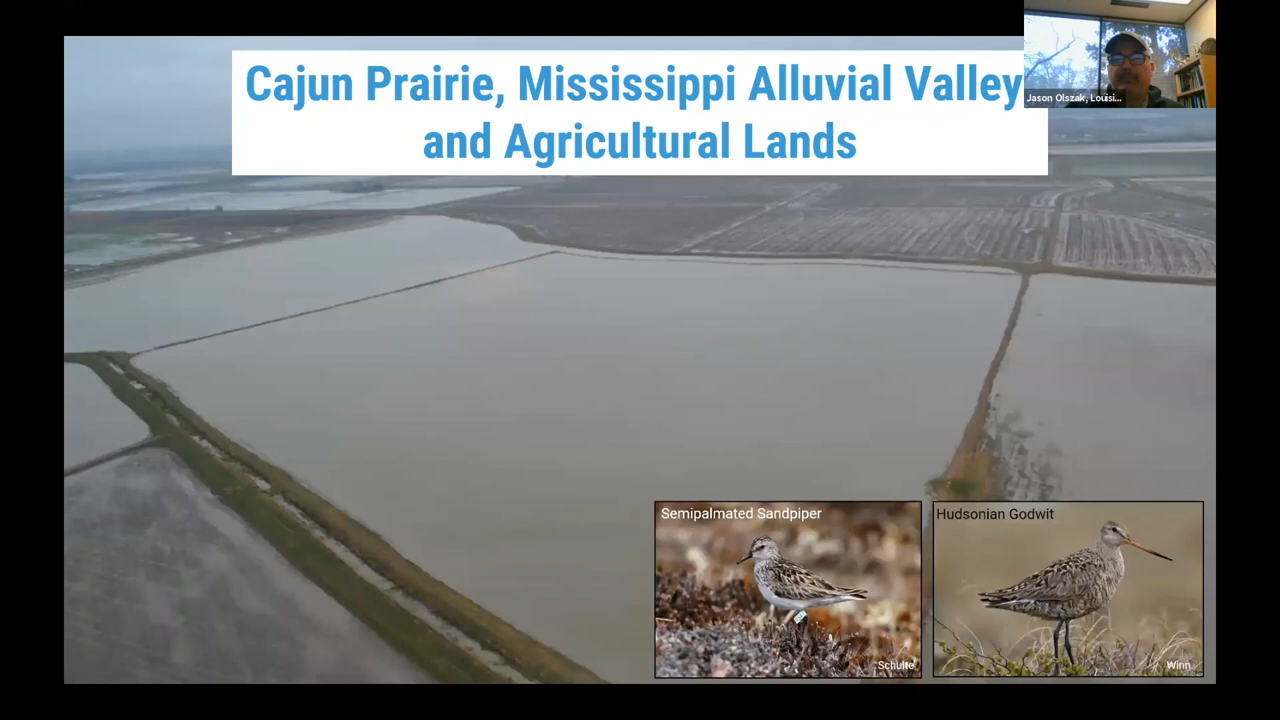 Cajun Prairie, Mississippi Alluvial Valley
and Agricultural Lands
Jason Olszak, Louisi...
Semipalmated Sandpiper
Hudsonian Godwit
Schulte
Winn